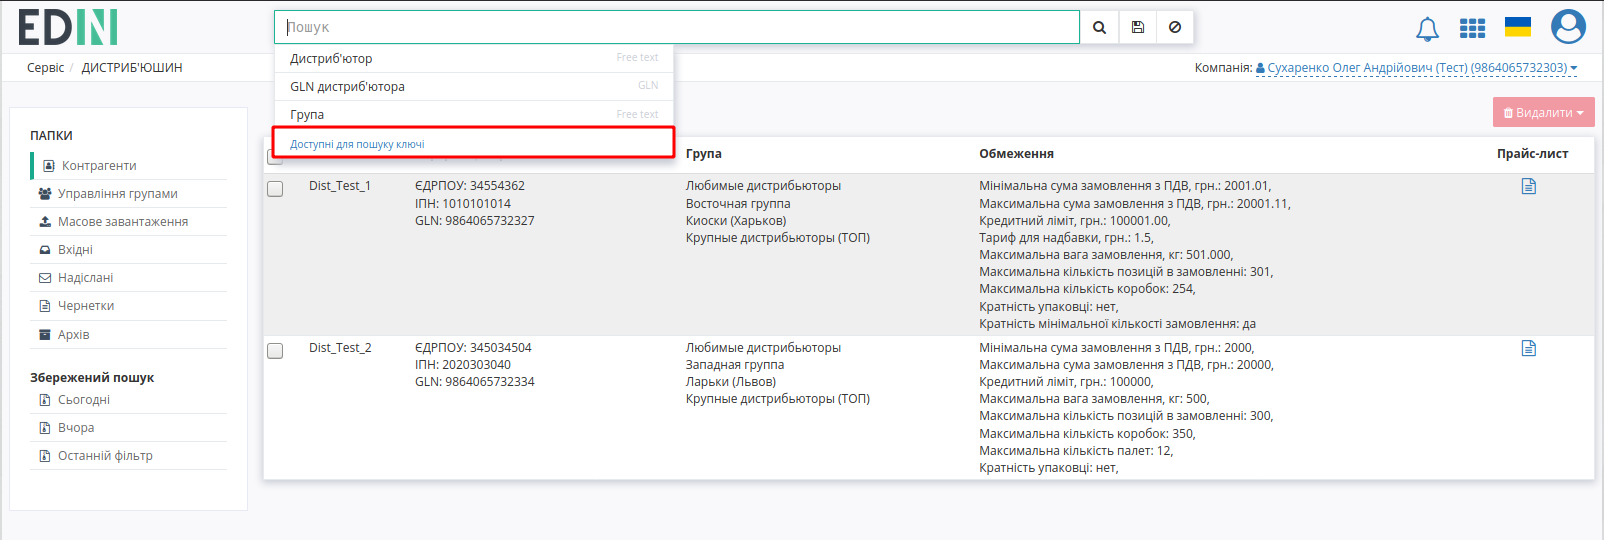 EDIN
Пошук
Дистриб'ютор Free text
GLN дистриб'ютора GLN
Група Free text
Доступні для пошуку ключі
Сервіс / ДИСТРИБ'ЮШИН
Компанія: Сухаренко Олег Андрійович (Тест) (9864065732303)
Видалити
ПАПКИ
Контрагенти
Управління групами
Масове завантаження
Вхідні
Надіслані
Чернетки
Архів
Збережений пошук
Сьогодні
Вчора
Останній фільтр
Група Обмеження Прайс-лист
Dist_Test_1
ЄДРПОУ: 34554362
ІПН: 1010101014
GLN: 9864065732327
Любимые дистрибьюторы
Восточная группа
Киоски (Харьков)
Крупные дистрибьюторы (ТОП)
Мінімальна сума замовлення з ПДВ, грн.: 2001.01,
Максимальна сума замовлення з ПДВ, грн.: 20001.11,
Кредитний ліміт, грн.: 100001.00,
Тариф для надбавки, грн.: 1.5,
Максимальна вага замовлення, кг: 501.000,
Максимальна кількість позицій в замовленні: 301,
Максимальна кількість коробок: 254,
Кратність упаковці: нет,
Кратність мінімальної кількості замовлення: да
Dist_Test_2
ЄДРПОУ: 345034504
ІПН: 2020303040
GLN: 9864065732334
Любимые дистрибьюторы
Западная группа
Ларьки (Львов)
Крупные дистрибьюторы (ТОП)
Мінімальна сума замовлення з ПДВ, грн.: 2000,
Максимальна сума замовлення з ПДВ, грн.: 20000,
Кредитний ліміт, грн.: 100000,
Максимальна вага замовлення, кг: 500,
Максимальна кількість позицій в замовленні: 300,
Максимальна кількість коробок: 350,
Максимальна кількість палет: 12,
Кратність упаковці: нет,